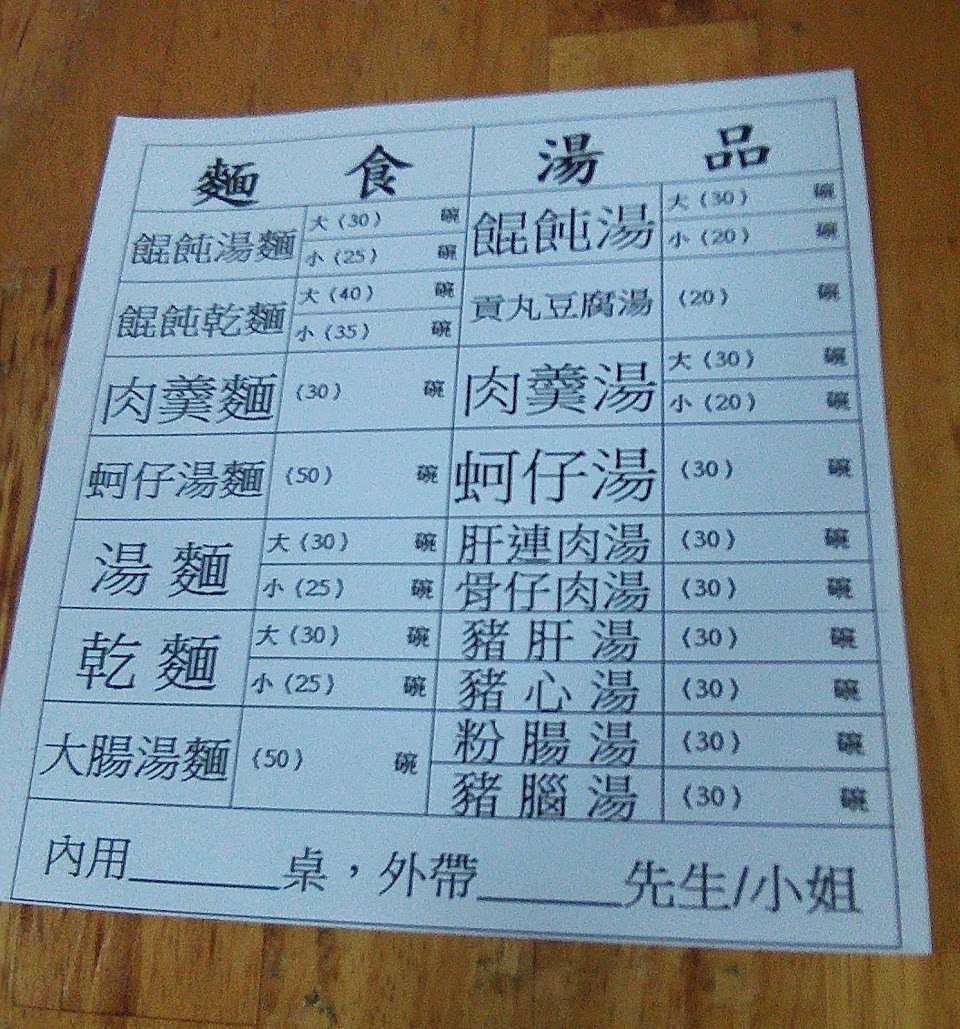 麵 食
餛飩湯麵 大（30） 碗
小（25） 碗
餛飩乾麵 大（40） 碗
小（35） 碗
肉羹麵 （30） 碗
蚵仔湯麵 （50） 碗
湯 麵 大（30） 碗
小（25） 碗
乾 麵 大（30） 碗
小（25） 碗
大腸湯麵 （50） 碗
湯 品
餛飩湯 大（30） 碗
小（20） 碗
貢丸豆腐湯 （20） 碗
肉羹湯 大（30） 碗
小（20） 碗
蚵仔湯 （30） 碗
肝連肉湯 （30） 碗
骨仔肉湯 （30） 碗
豬 肝 湯 （30） 碗
豬 心 湯 （30） 碗
粉 腸 湯 （30） 碗
豬 腦 湯 （30） 碗
內用______桌，外帶______先生/小姐